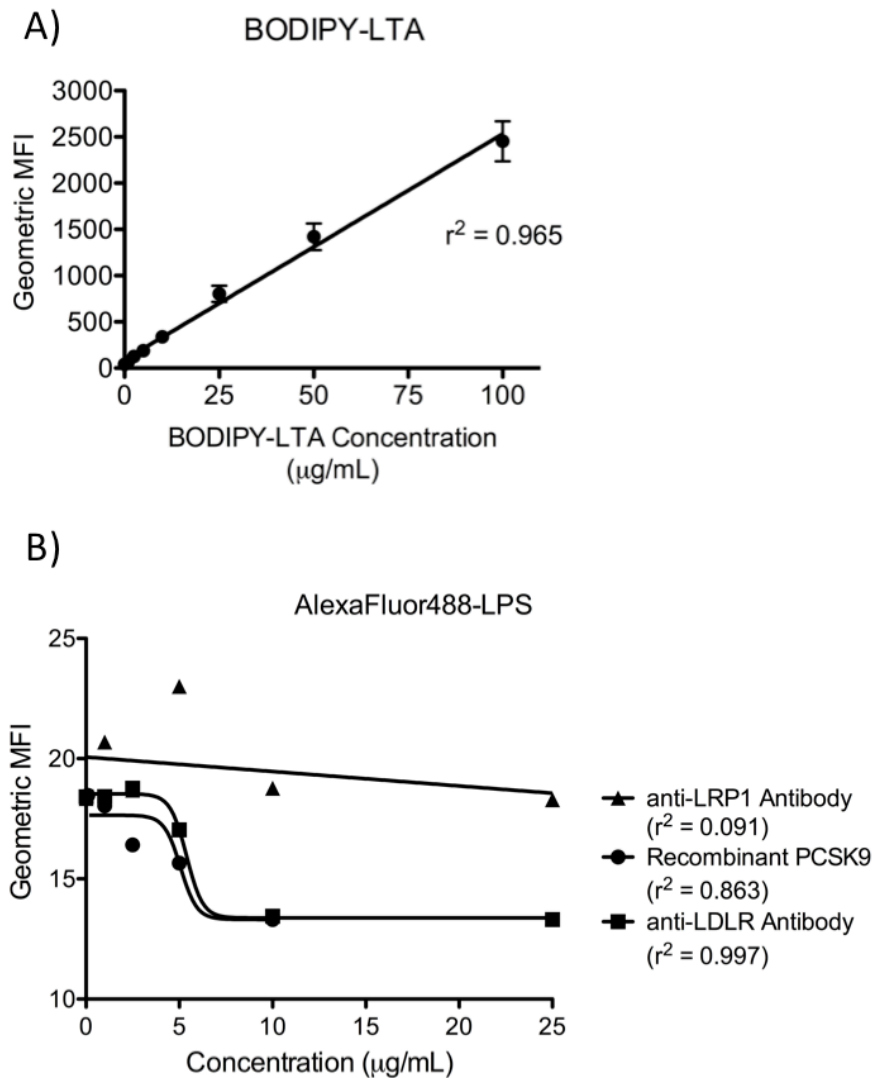 A)
BODIPY-LTA
3000
2500
2000
1500
1000
500
0
Geometric MFI
r² = 0.965
0 25 50 75 100
BODIPY-LTA Concentration
(μg/mL)
B)
AlexaFluor488-LPS
25
20
15
10
Geometric MFI
0 5 10 15 20 25
Concentration (μg/mL)
anti-LRP1 Antibody
(r² = 0.091)
Recombinant PCSK9
(r² = 0.863)
anti-LDLR Antibody
(r² = 0.997)